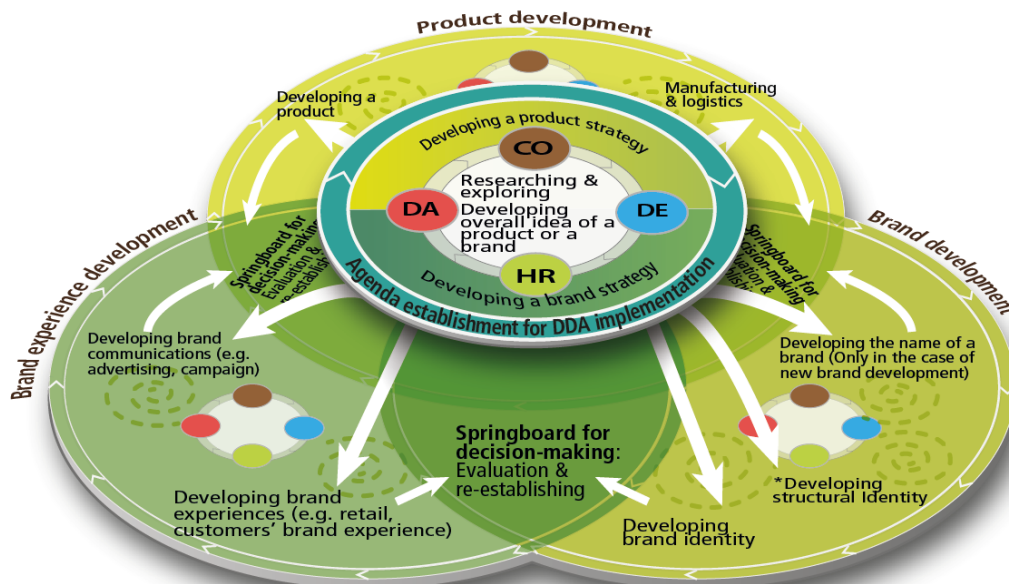 Product development
Developing a
product
Manufacturing
& logistics
Developing a product strategy
CO
Researching &
exploring
DA
Developing
overall idea of a
product or a
brand
DE
HR
Developing a brand strategy
Agenda establishment for DDA implementation
Brand experience development
Brand development
Springboard for
decision-making:
Evaluation &
re-establish
Springboard for
Developing brand
communications (e.g.
advertising, campaign)
Developing the name of a
brand (Only in the case of
new brand development)
Springboard for
decision-making:
Evaluation &
re-establishing
Developing brand
experiences (e.g. retail,
customers’ brand experience)
*Developing
structural Identity
Developing
brand identity